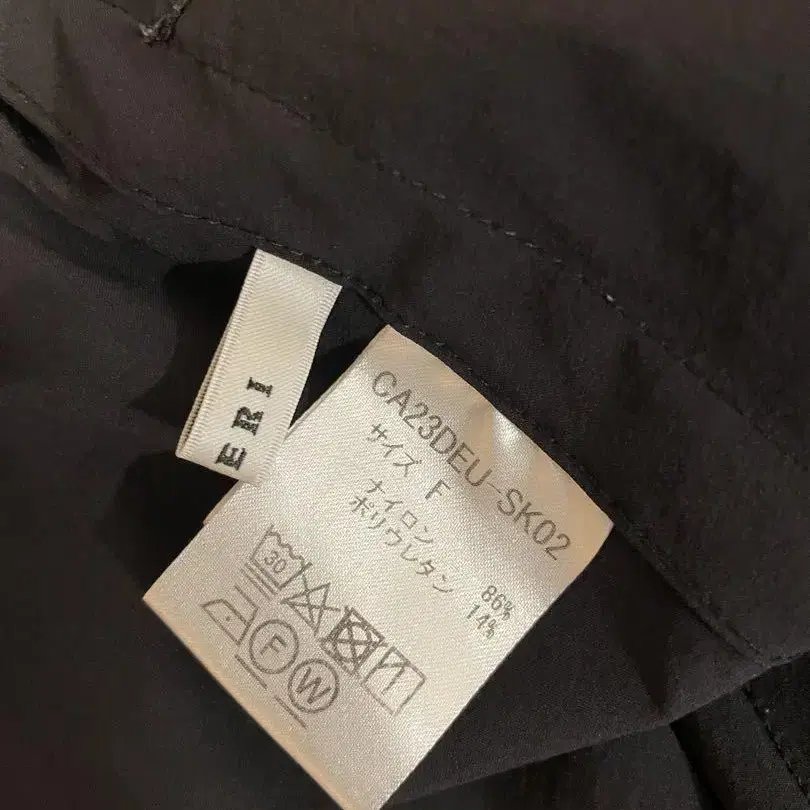 ERI
CA23DEU-SK02
サイズ F
ナイロン 86%
ポリウレタン 14%
30
F
W